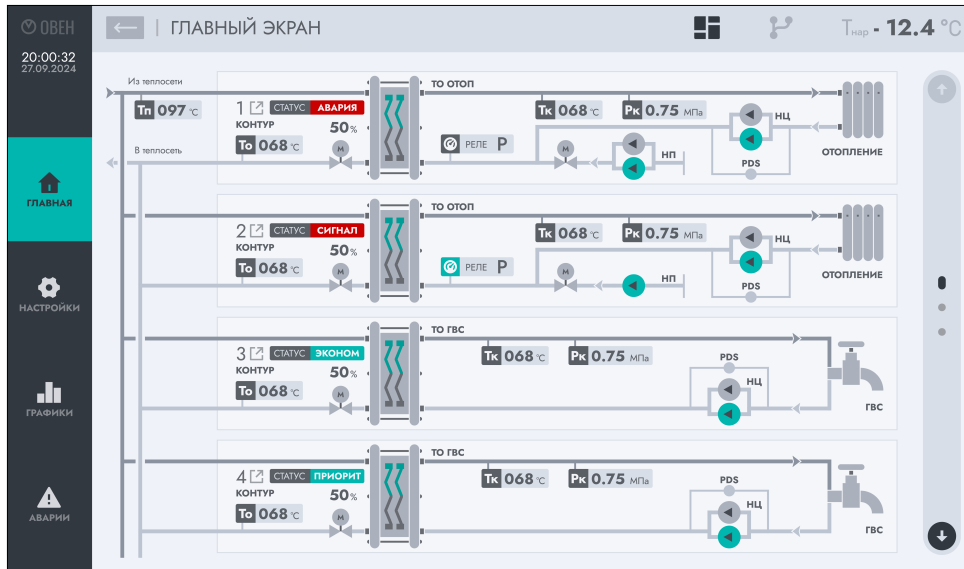 ОВЕН
ГЛАВНЫЙ ЭКРАН
Тнар - 12.4 °C
20:00:32
27.09.2024
ГЛАВНАЯ
НАСТРОЙКИ
ГРАФИКИ
АВАРИИ
Из теплосети
Тп 097 °C
В теплосеть
1 СТАТУС АВАРИЯ
КОНТУР
50%
То 068 °C
М
ТО ОТОП
РЕЛЕ Р
Тк 068 °C
Рк 0.75 МПа
М
НП
НЦ
PDS
ОТОПЛЕНИЕ
2 СТАТУС СИГНАЛ
КОНТУР
50%
То 068 °C
М
ТО ОТОП
РЕЛЕ Р
Тк 068 °C
Рк 0.75 МПа
М
НП
НЦ
PDS
ОТОПЛЕНИЕ
3 СТАТУС ЭКОНОМ
КОНТУР
50%
То 068 °C
М
ТО ГВС
Тк 068 °C
Рк 0.75 МПа
PDS
НЦ
ГВС
4 СТАТУС ПРИОРИТ
КОНТУР
50%
То 068 °C
М
ТО ГВС
Тк 068 °C
Рк 0.75 МПа
PDS
НЦ
ГВС